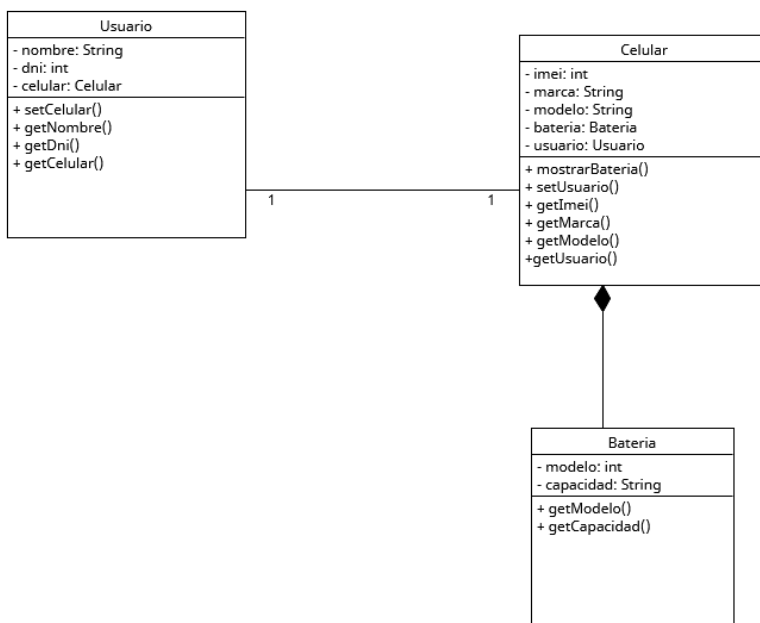 Usuario
- nombre: String
- dni: int
- celular: Celular
+ setCelular()
+ getNombre()
+ getDni()
+ getCelular()
1
1
Celular
- imei: int
- marca: String
- modelo: String
- bateria: Bateria
- usuario: Usuario
+ mostrarBateria()
+ setUsuario()
+ getImei()
+ getMarca()
+ getModelo()
+getUsuario()
Bateria
- modelo: int
- capacidad: String
+ getModelo()
+ getCapacidad()